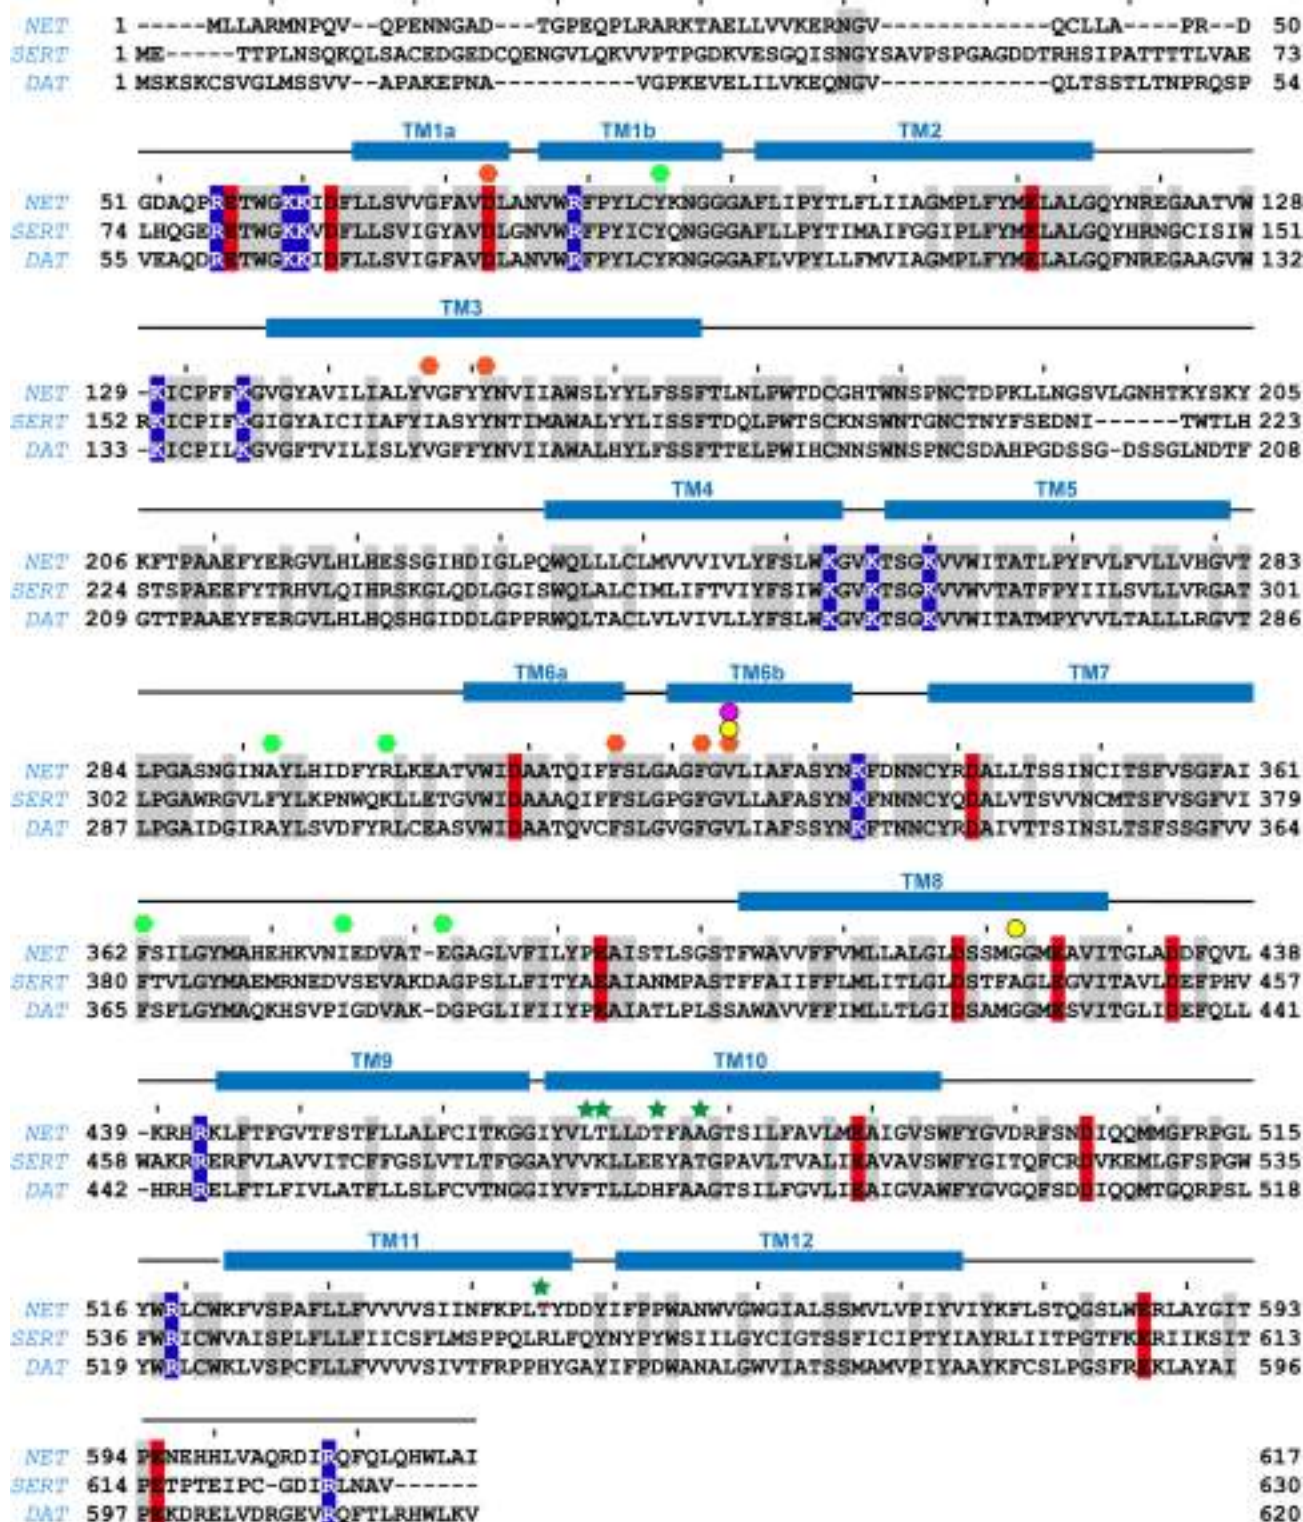 NET 1 -----MLLARMNPQV--QPENNGAD---TGPEQPLRARKTAELLVVKERNGV------------QCLLA----PR--D 50
SERT 1 ME-----TTPLNSQKQLSACEDGEDCQENGVLQKVVPTPGDKVESGQISNGYSAVPSPGAGDDTRHSIPATTTTLVAE 73
DAT 1 MSKSKCSVGLMSSVV--APAKEPNA----------VGPKEVELILVKEQNGV------------QLTSSTLTNPRQSP 54
TM1a TM1b TM2
NET 51 GDAQPRETWGKKIDFLLSVVGFAVDLANVWRFPYLCYKNGGGAFLIPYTLFLIIAGMPLFYMELALGQYNREGAATVW 128
SERT 74 LHQGERETWGKKVDFLLSVIGYAVDLGNVWRFPYICYQNGGGAFLLPYTIMAIFGGIPLFYMELALGQYHRNGCISIW 151
DAT 55 VEAQDRETWGKKIDFLLSVIGFAVDLANVWRFPYLCYKNGGGAFLVPYLLFMVIAGMPLFYMELALGQFNREGAAGVW 132
TM3
NET 129 -KICPFFKGVGYAVILIALYVGFYYNVIIAWSLYYLFSSFTLNLPWTDCGHTWNSPNCTDPKLLNGSVLGNHTKYSKY 205
SERT 152 RKICPIFKGIGYAICIIAFYIASYYNTIMAWALYYLISSFTDQLPWTSCKNSWNTGNCTNYFSEDNI------TWTLH 223
DAT 133 -KICPILKGVGFTVILISLYVGFFYNVIIAWALHYLFSSFTTELPWIHCNNSWNSPNCSDAHPGDSSG-DSSGLNDTF 208
TM4 TM5
NET 206 KFTPAAEFYERGVLHLHESSGIHDIGLPQWQLLLCLMVVVIVLYFSLWKGVKTSGKVVWITATLPYFVLFVLLVHGVT 283
SERT 224 STSPAEEFYTRHVLQIHRSKGLQDLGGISWQLALCIMLIFTVIYFSIWKGVKTSGKVVWVTATFPYIILSVLLVRGAT 301
DAT 209 GTTPAAEYFERGVLHLHQSHGIDDLGPPRWQLTACLVLVIVLLYFSLWKGVKTSGKVVWITATMPYVVLTALLLRGVT 286
TM6a TM6b TM7
NET 284 LPGASNGINAYLHIDFYRLKEATVWIDAATQIFFSLGAGFGVLIAFASYNKFDNNCYRDALLTSSINCITSFVSGFAI 361
SERT 302 LPGAWRGVLFYLKPNWQKLLETGVWIDAAAQIFFSLGPGFGVLLAFASYNKFNNNCYQDALVTSVVNCMTSFVSGFVI 379
DAT 287 LPGAIDGIRAYLSVDFYRLCEASVWIDAATQVCFSLGVGFGVLIAFSSYNKFTNNCYRDAIVTTSINSLTSFSSGFVV 364
TM8
NET 362 FSILGYMAHEHKVNIEDVAT-EGAGLVFILYPEAISTLSGSTFWAVVFFVMLLALGLDSSMGGMEAVITGLADDFQVL 438
SERT 380 FTVLGYMAEMRNEDVSEVAKDAGPSLLFITYAEAIANMPASTFFAIIFFLMLITLGLDSTFAGLEGVITAVLDEFPHV 457
DAT 365 FSFLGYMAQKHSVPIGDVAK-DGPGLIFIIYPEAIATLPLSSAWAVVFFIMLLTLGIDSAMGGMESVITGLIDEFQLL 441
TM9 TM10
NET 439 -KRHRKLFTFGVTFSTFLLALFCITKGGIYVLTLLDTFAAGTSILFAVLMEAIGVSWFYGVDRFSNDIQQMMGFRPGL 515
SERT 458 WAKRRERFVLAVVITCFFGSLVTLTFGGAYVVKLLEEYATGPAVLTVALIEAVAVSWFYGITQFCRDVKEMLGFSPGW 535
DAT 442 -HRHRELFTLFIVLATFLLSLFCVTNGGIYVFTLLDHFAAGTSILFGVLIEAIGVAWFYGVGQFSDDIQQMTGQRPSL 518
TM11 TM12
NET 516 YWRLCWKFVSPAFLLFVVVVSIINFKPLTYDDYIFPPWANWVGWGIALSSMVLVPIYVIYKFLSTQGSLWERLAYGIT 593
SERT 536 FWRICWVAISPLFLLFIICSFLMSPPQLRLFQYNYPYWSIILGYCIGTSSFICIPTYIAYRLIITPGTFKERIIKSIT 613
DAT 519 YWRLCWKLVSPCFLLFVVVVSIVTFRPPHYGAYIFPDWANALGWVIATSSMAMVPIYAAYKFCSLPGSFREKLAYAI 596
NET 594 PENEHHLVAQRDIRQFQLQHWLAI 617
SERT 614 PETPTEIPC-GDIRLNAV------ 630
DAT 597 PEKDRELVDRGEVRQFTLRHWLKV 620